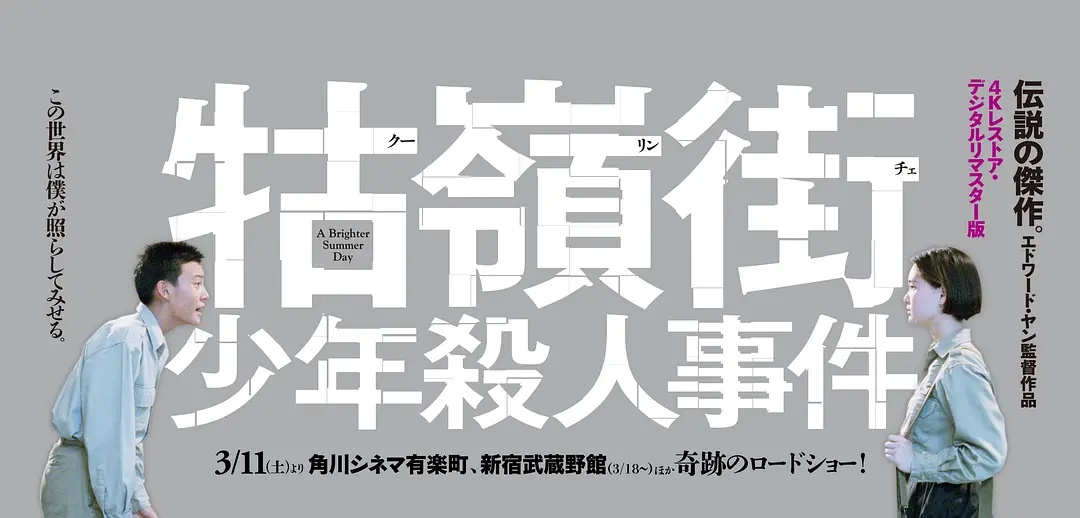 伝説の傑作。
エドワード・ヤン監督作品
4Kレストア・
デジタルリマスター版
牯嶺街
クー
リン
チェ
A Brighter
Summer
Day
少年殺人事件
この世界は僕が照らしてみせる。
3/11(土)より 角川シネマ有楽町、新宿武蔵野館(3/18〜)ほか奇跡のロードショー!